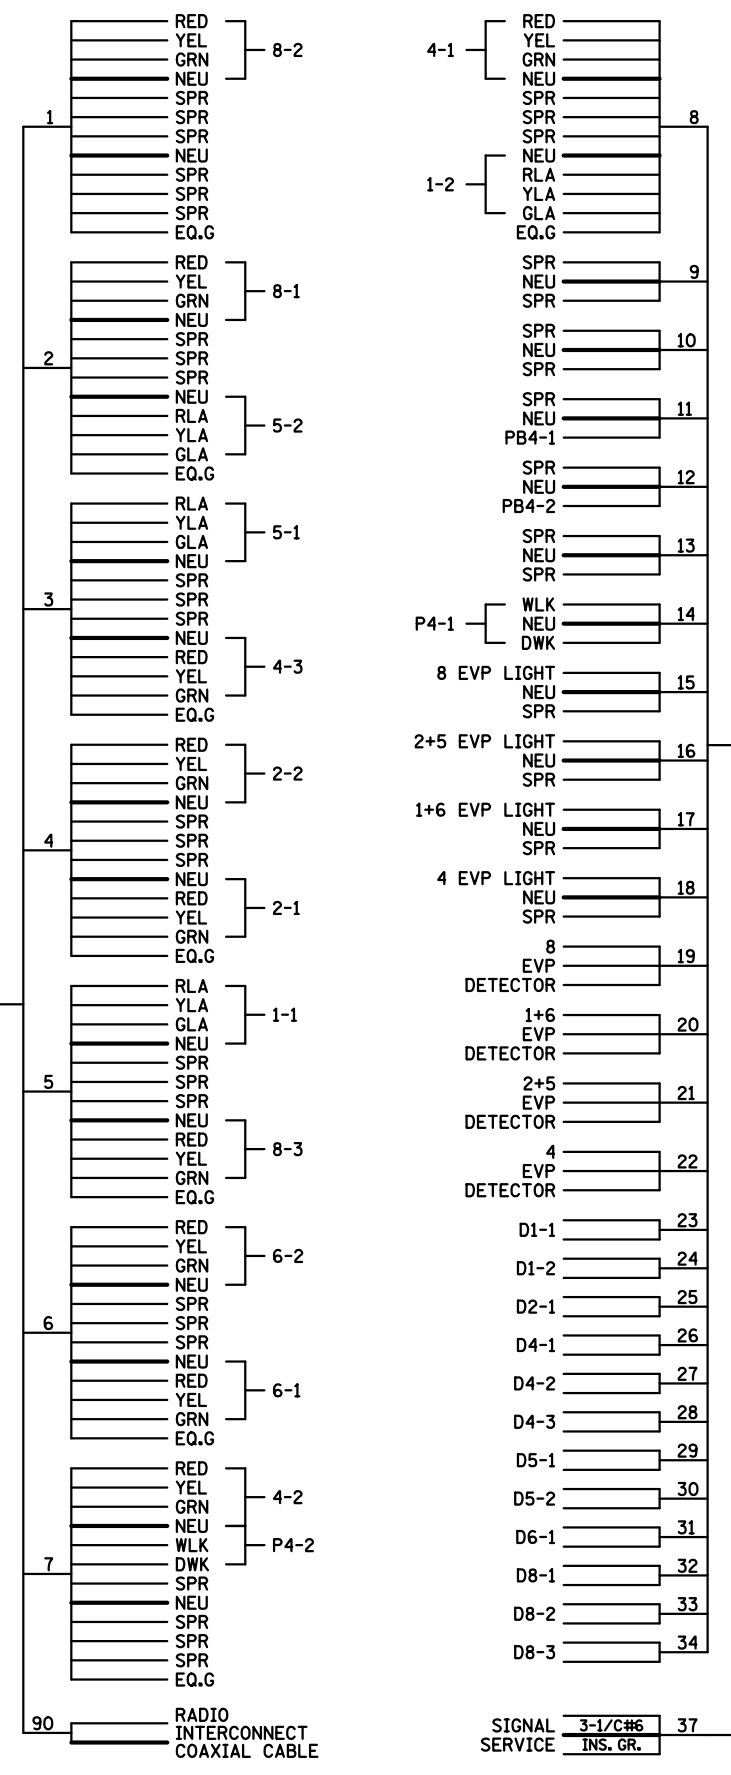 1
RED
YEL
GRN
NEU
8-2
SPR
SPR
SPR
NEU
SPR
SPR
SPR
EQ.G
2
RED
YEL
GRN
NEU
8-1
SPR
SPR
SPR
NEU
RLA
YLA
GLA
5-2
EQ.G
3
RLA
YLA
GLA
NEU
5-1
SPR
SPR
SPR
NEU
RED
YEL
GRN
4-3
EQ.G
4
RED
YEL
GRN
NEU
2-2
SPR
SPR
SPR
NEU
RED
YEL
GRN
2-1
EQ.G
5
RLA
YLA
GLA
NEU
1-1
SPR
SPR
SPR
NEU
RED
YEL
GRN
8-3
EQ.G
6
RED
YEL
GRN
NEU
6-2
SPR
SPR
SPR
NEU
RED
YEL
GRN
6-1
EQ.G
7
RED
YEL
GRN
NEU
4-2
WLK
DWK
P4-2
SPR
NEU
SPR
SPR
SPR
EQ.G
90
RADIO
INTERCONNECT
COAXIAL CABLE
4-1
RED
YEL
GRN
NEU
SPR
SPR
SPR
8
1-2
NEU
RLA
YLA
GLA
EQ.G
SPR
NEU
SPR
9
SPR
NEU
SPR
10
SPR
NEU
PB4-1
11
SPR
NEU
PB4-2
12
SPR
NEU
SPR
13
P4-1
WLK
NEU
DWK
14
8 EVP LIGHT
NEU
SPR
15
2+5 EVP LIGHT
NEU
SPR
16
1+6 EVP LIGHT
NEU
SPR
17
4 EVP LIGHT
NEU
SPR
18
8
EVP
DETECTOR
19
1+6
EVP
DETECTOR
20
2+5
EVP
DETECTOR
21
4
EVP
DETECTOR
22
D1-1 23
D1-2 24
D2-1 25
D4-1 26
D4-2 27
D4-3 28
D5-1 29
D5-2 30
D6-1 31
D8-1 32
D8-2 33
D8-3 34
SIGNAL
SERVICE
3-1/C#6
INS. GR.
37